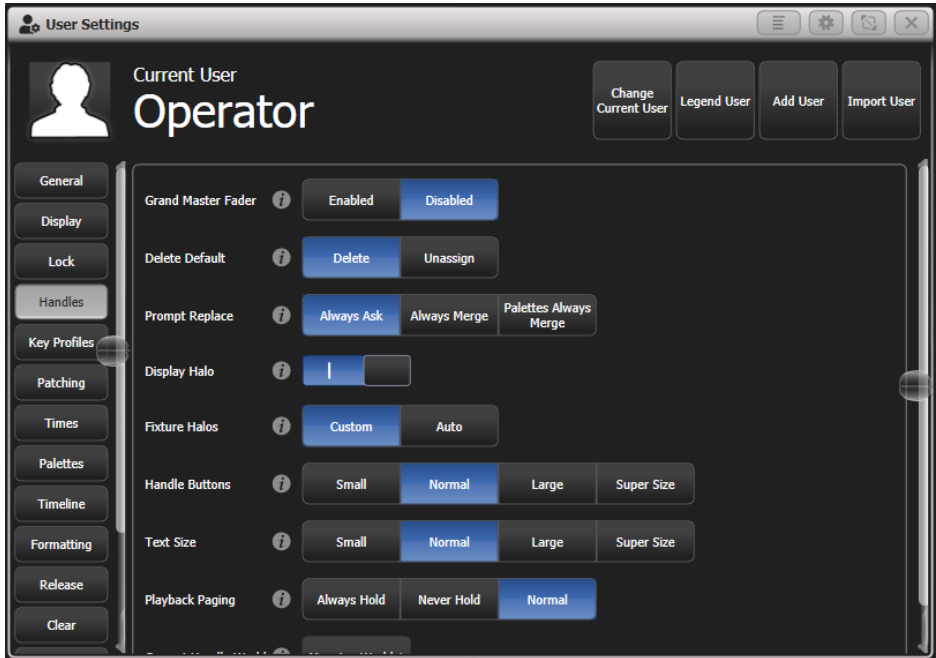 User Settings
Current User
Operator
Change
Current User
Legend User
Add User
Import User
General
Display
Lock
Handles
Key Profiles
Patching
Times
Palettes
Timeline
Formatting
Release
Clear
Grand Master Fader
Enabled
Disabled
Delete Default
Delete
Unassign
Prompt Replace
Always Ask
Always Merge
Palettes Always
Merge
Display Halo
Fixture Halos
Custom
Auto
Handle Buttons
Small
Normal
Large
Super Size
Text Size
Small
Normal
Large
Super Size
Playback Paging
Always Hold
Never Hold
Normal